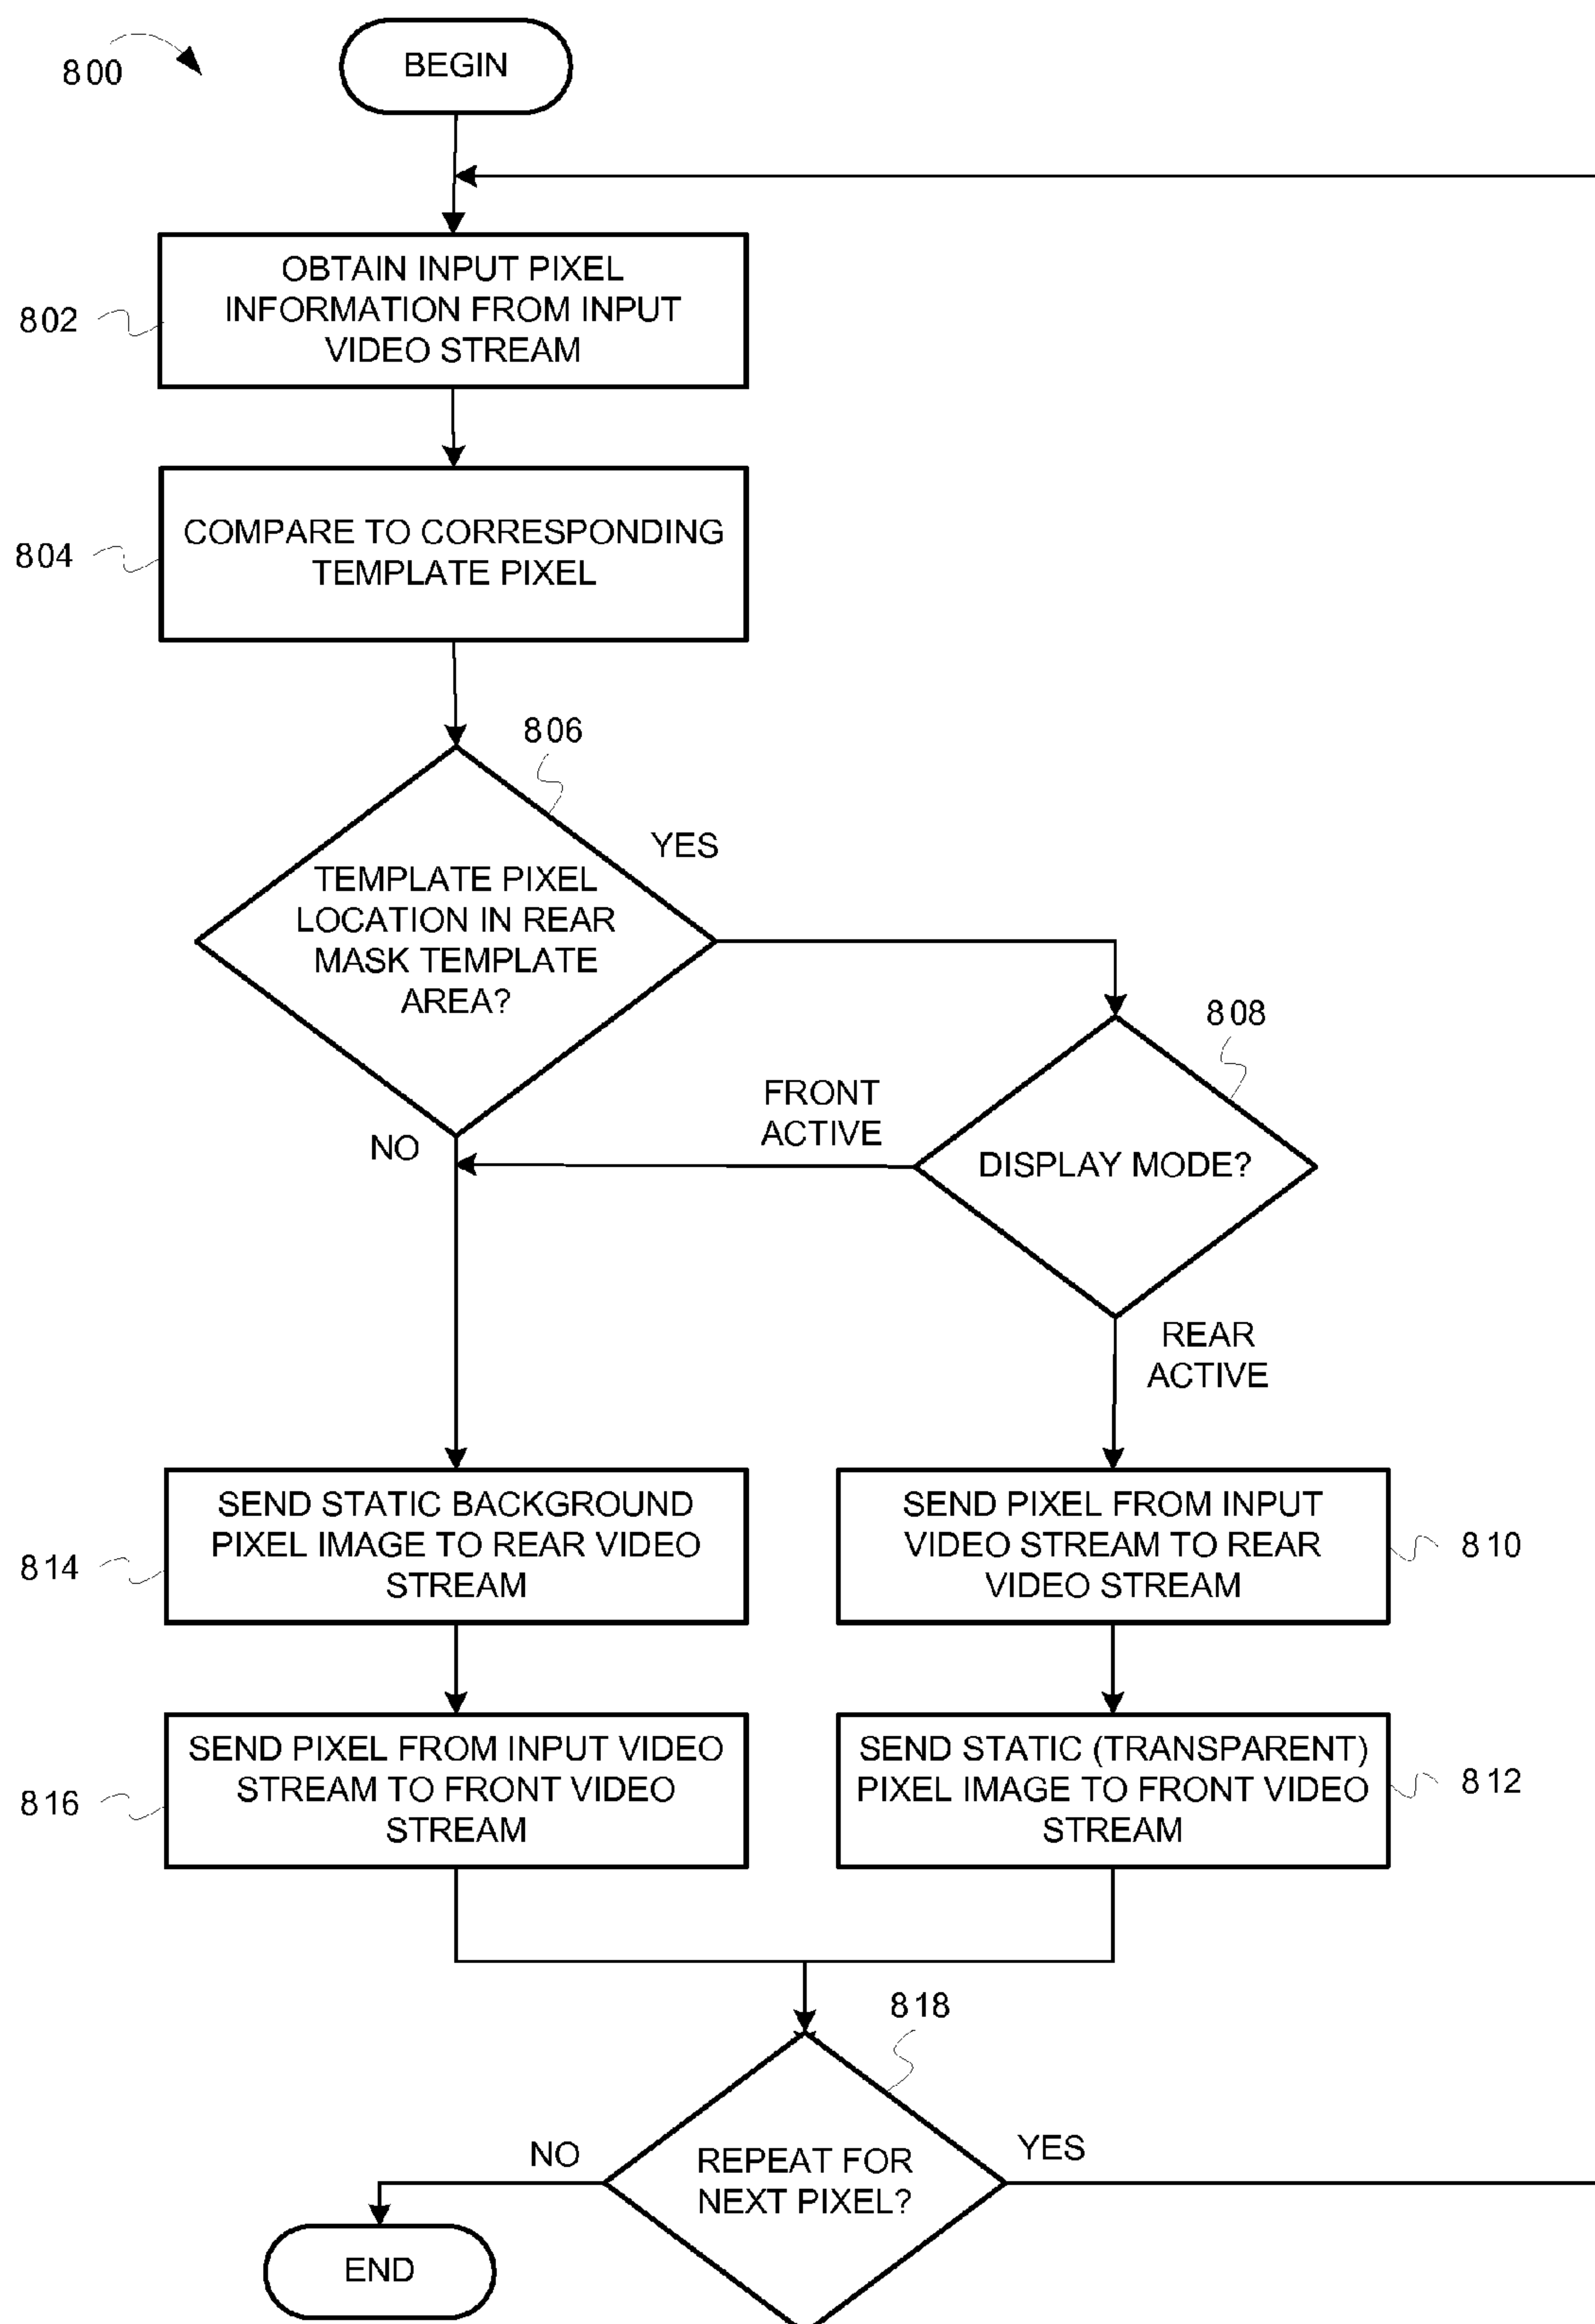 800
BEGIN
802
OBTAIN INPUT PIXEL
INFORMATION FROM INPUT
VIDEO STREAM
804
COMPARE TO CORRESPONDING
TEMPLATE PIXEL
806
YES
TEMPLATE PIXEL
LOCATION IN REAR
MASK TEMPLATE
AREA?
NO
808
FRONT
ACTIVE
DISPLAY MODE?
REAR
ACTIVE
814
SEND STATIC BACKGROUND
PIXEL IMAGE TO REAR VIDEO
STREAM
SEND PIXEL FROM INPUT
VIDEO STREAM TO REAR
VIDEO STREAM
810
816
SEND PIXEL FROM INPUT VIDEO
STREAM TO FRONT VIDEO
STREAM
SEND STATIC (TRANSPARENT)
PIXEL IMAGE TO FRONT VIDEO
STREAM
812
818
NO
REPEAT FOR
NEXT PIXEL?
YES
END